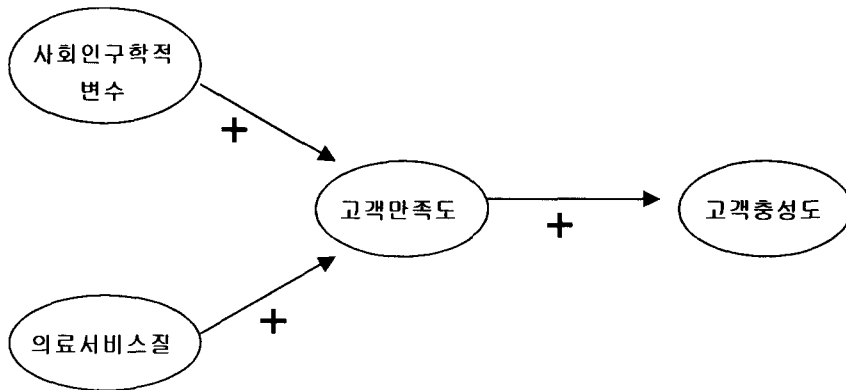 사회인구학적
변수
+
고객만족도
+
고객충성도
+
의료서비스질